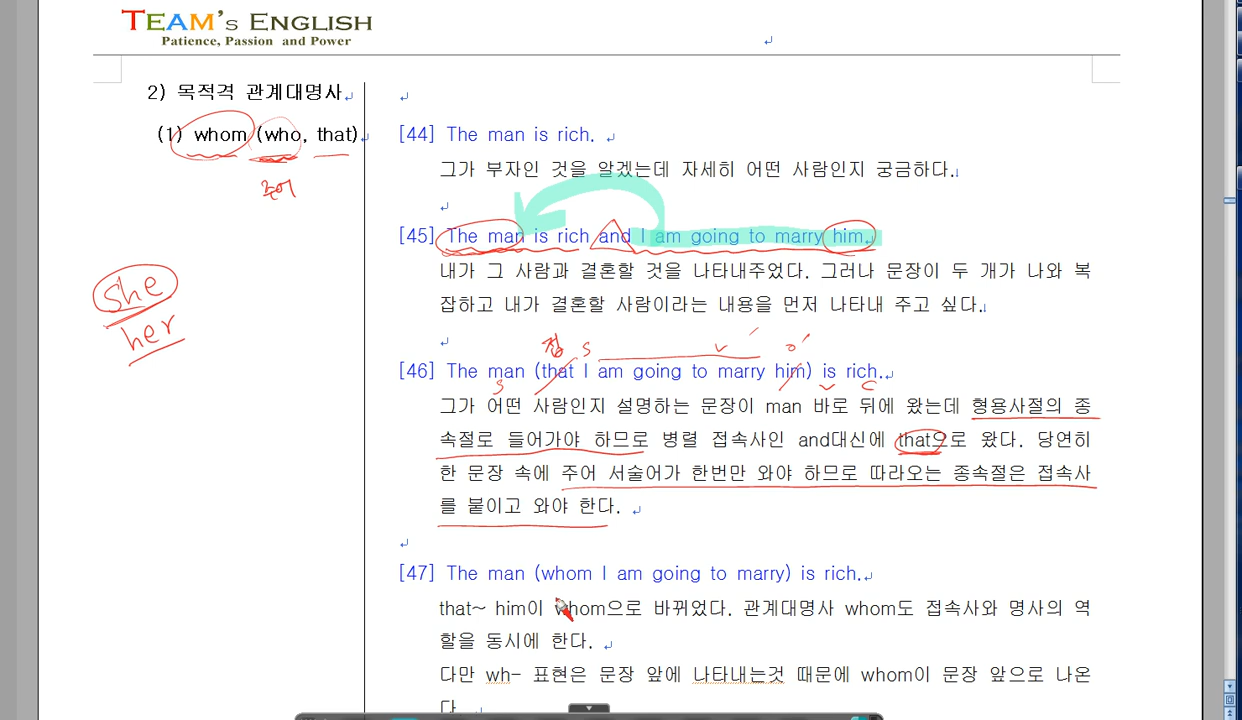 TEAM's ENGLISH
Patience, Passion and Power
2) 목적격 관계대명사
(1) whom (who, that)
주어
she
her
[44] The man is rich.
그가 부자인 것을 알겠는데 자세히 어떤 사람인지 궁금하다.
[45] The man is rich and I am going to marry him.
내가 그 사람과 결혼할 것을 나타내주었다. 그러나 문장이 두 개가 나와 복
잡하고 내가 결혼할 사람이라는 내용을 먼저 나타내 주고 싶다.
접 S V' O'
[46] The man (that I am going to marry him) is rich.
S V C
그가 어떤 사람인지 설명하는 문장이 man 바로 뒤에 왔는데 형용사절의 종
속절로 들어가야 하므로 병렬 접속사인 and대신에 that으로 왔다. 당연히
한 문장 속에 주어 서술어가 한번만 와야 하므로 따라오는 종속절은 접속사
를 붙이고 와야 한다.
[47] The man (whom I am going to marry) is rich.
that~ him이 whom으로 바뀌었다. 관계대명사 whom도 접속사와 명사의 역
할을 동시에 한다.
다만 wh- 표현은 문장 앞에 나타내는것 때문에 whom이 문장 앞으로 나온
다.